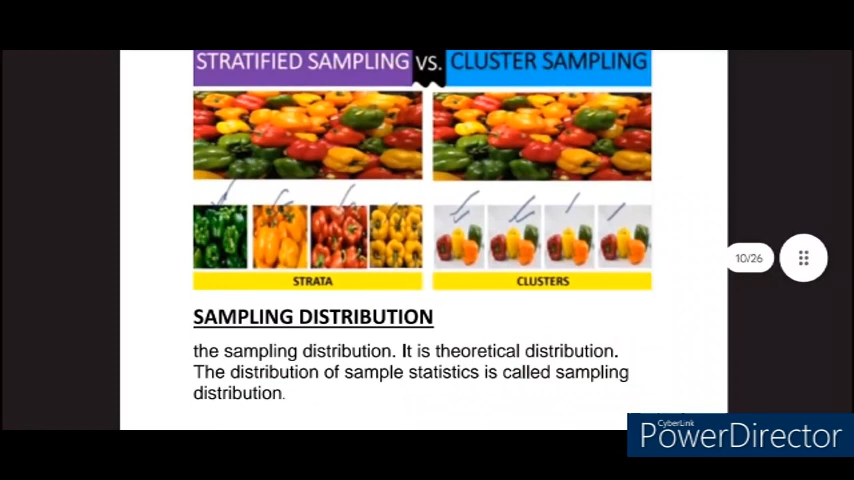 STRATIFIED SAMPLING VS. CLUSTER SAMPLING
STRATA
CLUSTERS
10/26
SAMPLING DISTRIBUTION
the sampling distribution. It is theoretical distribution.
The distribution of sample statistics is called sampling
distribution.
CyberLink
PowerDirector